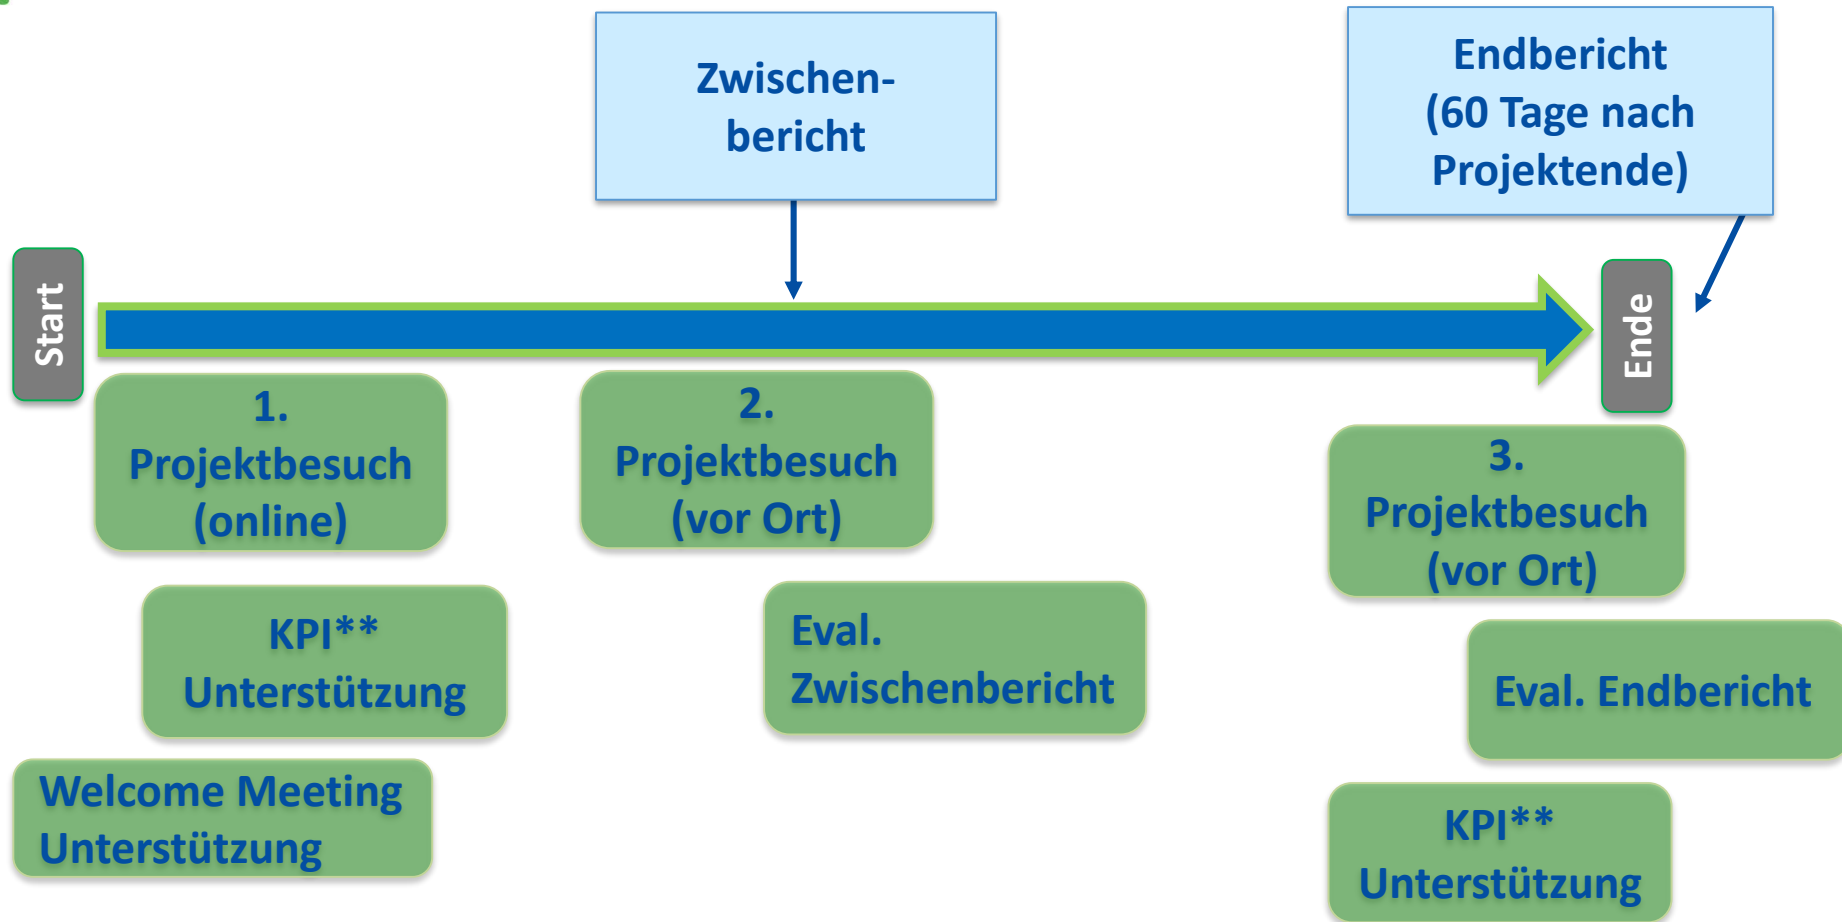 Zwischen-
bericht
Endbericht
(60 Tage nach
Projektende)
Start
Ende
1.
Projektbesuch
(online)
2.
Projektbesuch
(vor Ort)
3.
Projektbesuch
(vor Ort)
KPI**
Unterstützung
Eval.
Zwischenbericht
Eval. Endbericht
Welcome Meeting
Unterstützung
KPI**
Unterstützung